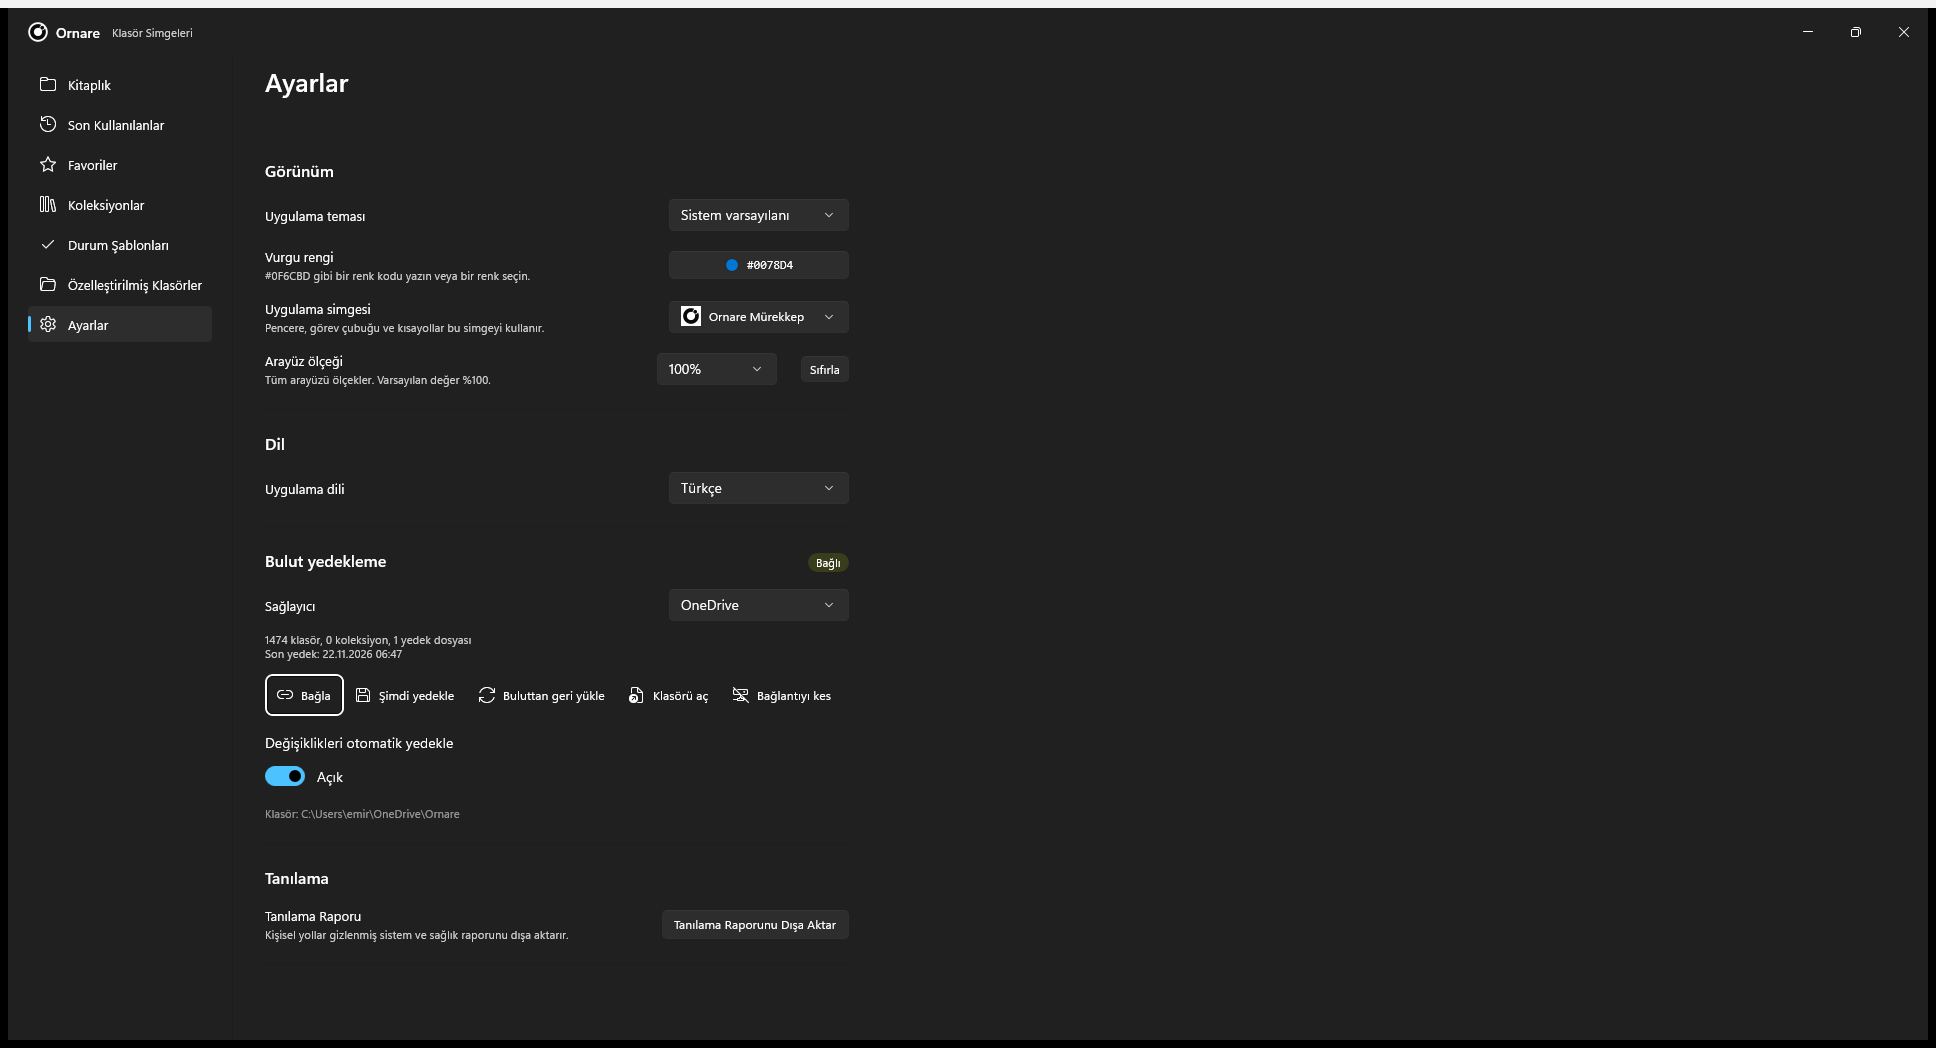 Ornare Klasör Simgeleri
Kitaplık
Son Kullanılanlar
Favoriler
Koleksiyonlar
Durum Şablonları
Özelleştirilmiş Klasörler
Ayarlar
Ayarlar
Görünüm
Uygulama teması
Sistem varsayılanı
Vurgu rengi
#0F6CBD gibi bir renk kodu yazın veya bir renk seçin.
#0078D4
Uygulama simgesi
Pencere, görev çubuğu ve kısayollar bu simgeyi kullanır.
Ornare Mürekkep
Arayüz ölçeği
Tüm arayüzü ölçekler. Varsayılan değer %100.
100%
Sıfırla
Dil
Uygulama dili
Türkçe
Bulut yedekleme
Bağlı
Sağlayıcı
OneDrive
1474 klasör, 0 koleksiyon, 1 yedek dosyası
Son yedek: 22.11.2026 06:47
Bağla
Şimdi yedekle
Buluttan geri yükle
Klasörü aç
Bağlantıyı kes
Değişiklikleri otomatik yedekle
Açık
Klasör: C:\Users\emir\OneDrive\Ornare
Tanılama
Tanılama Raporu
Kişisel yollar gizlenmiş sistem ve sağlık raporunu dışa aktarır.
Tanılama Raporunu Dışa Aktar